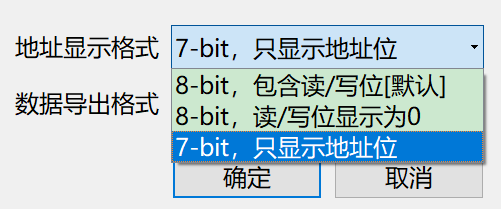 地址显示格式 7-bit，只显示地址位
8-bit，包含读/写位[默认]
数据导出格式 8-bit，读/写位显示为0
7-bit，只显示地址位
确定 取消